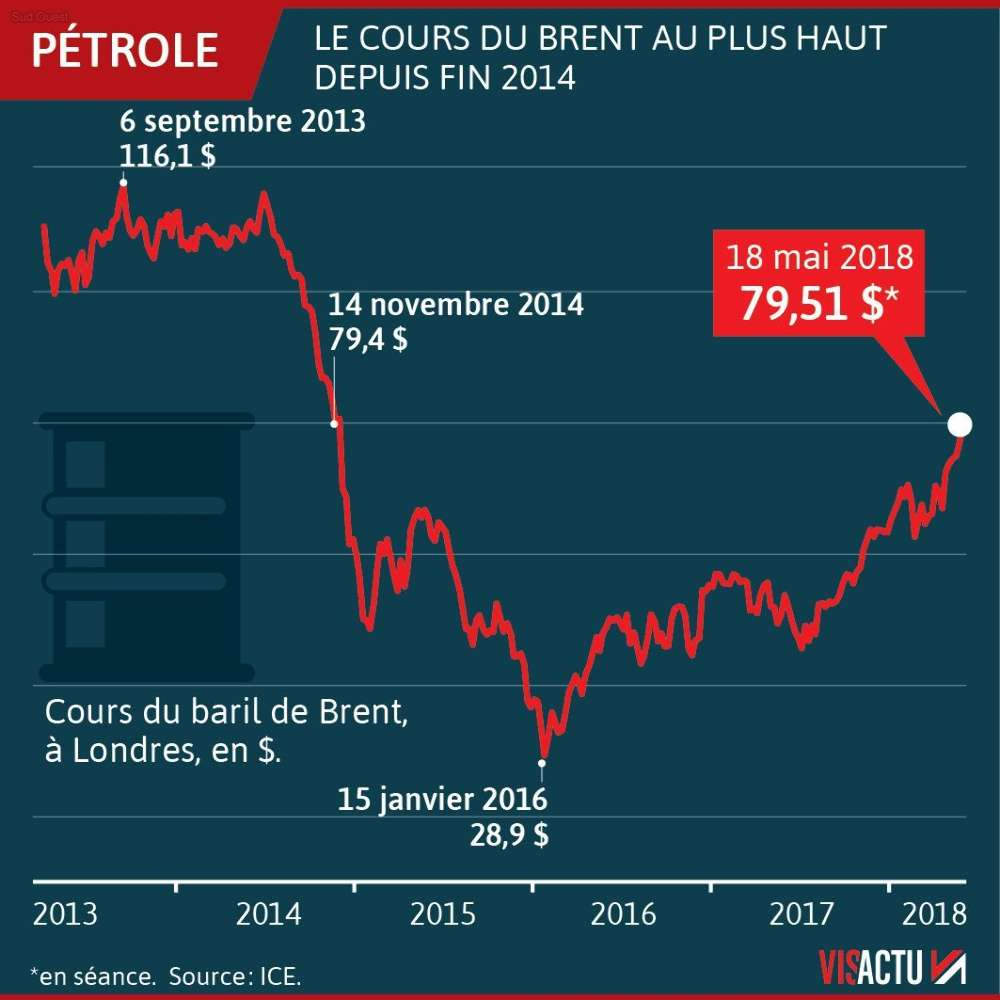 Sud Ouest
PÉTROLE
LE COURS DU BRENT AU PLUS HAUT
DEPUIS FIN 2014
6 septembre 2013
116,1 $
14 novembre 2014
79,4 $
18 mai 2018
79,51 $*
Cours du baril de Brent,
à Londres, en $.
15 janvier 2016
28,9 $
2013 2014 2015 2016 2017 2018
*en séance. Source: ICE.
VISACTU